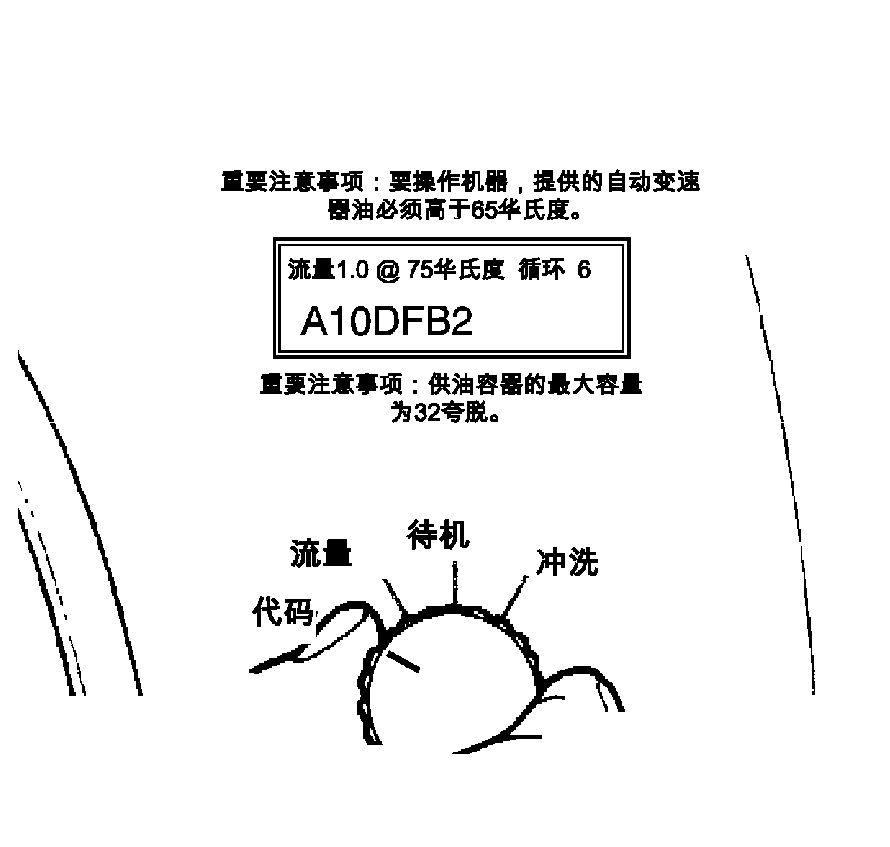 重要注意事项：要操作机器，提供的自动变速
器油必须高于65华氏度。
流量1.0 @ 75华氏度 循环 6
A10DFB2
重要注意事项：供油容器的最大容量
为32夸脱。
待机
流量
冲洗
代码